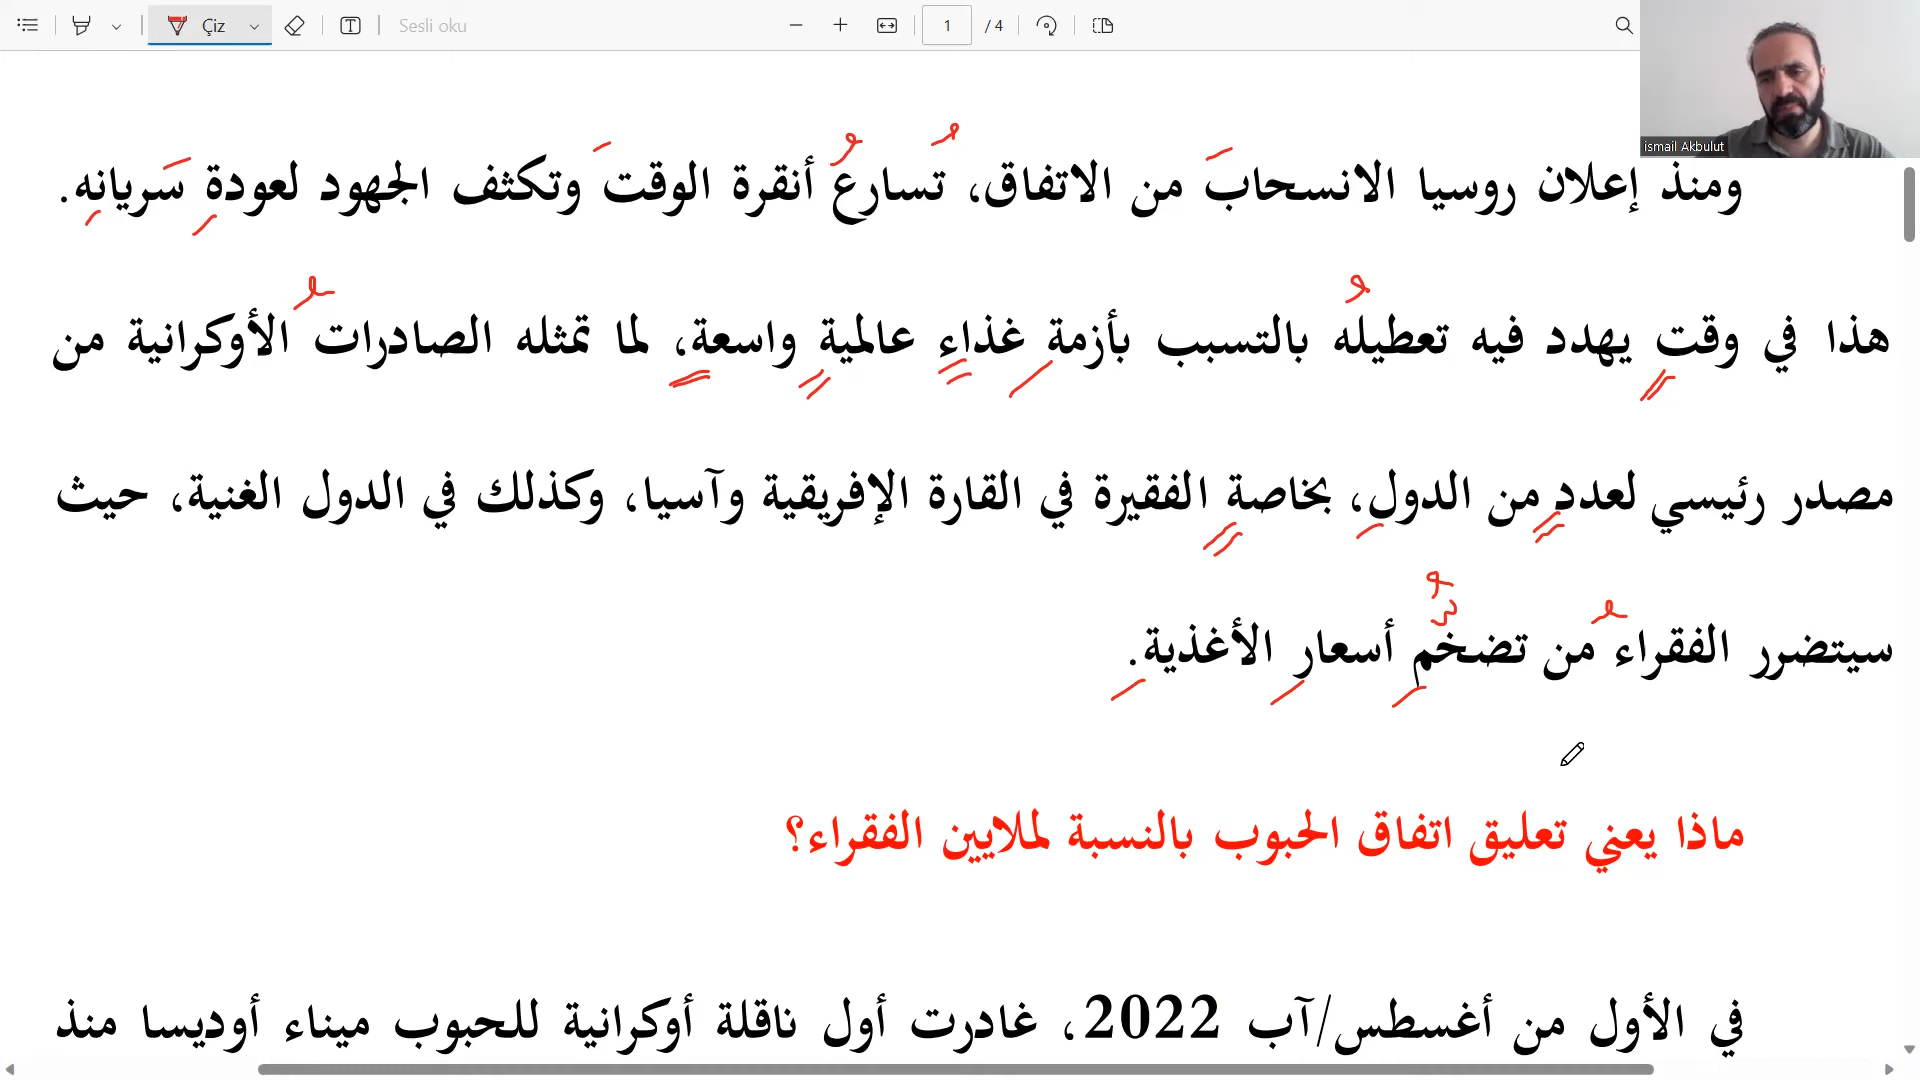 Çiz
Sesli oku
1 / 4
ismail Akbulut
ومنذ إعلان روسيا الانسحابَ من الاتفاق، تُسارعُ أنقرة الوقتَ وتكثف الجهود لعودةِ سَريانِه.
هذا في وقتٍ يهدد فيه تعطيلُه بالتسبب بأزمةِ غذاءٍ عالميةٍ واسعةٍ، لما تمثله الصادراتُ الأوكرانية من
مصدر رئيسي لعددٍ من الدولِ، بخاصةٍ الفقيرة في القارة الإفريقية وآسيا، وكذلك في الدول الغنية، حيث
سيتضرر الفقراءُ من تضخُّمِ أسعارِ الأغذيةِ.
ماذا يعني تعليق اتفاق الحبوب بالنسبة لملايين الفقراء؟
في الأول من أغسطس/آب 2022، غادرت أول ناقلة أوكرانية للحبوب ميناء أوديسا منذ